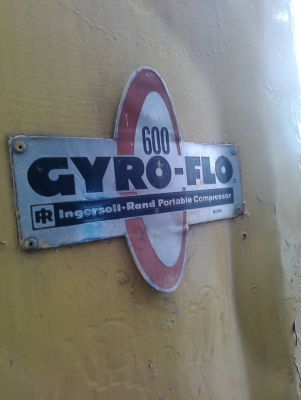 600
GYRO-FLO
IR Ingersoll-Rand Portable Compressor